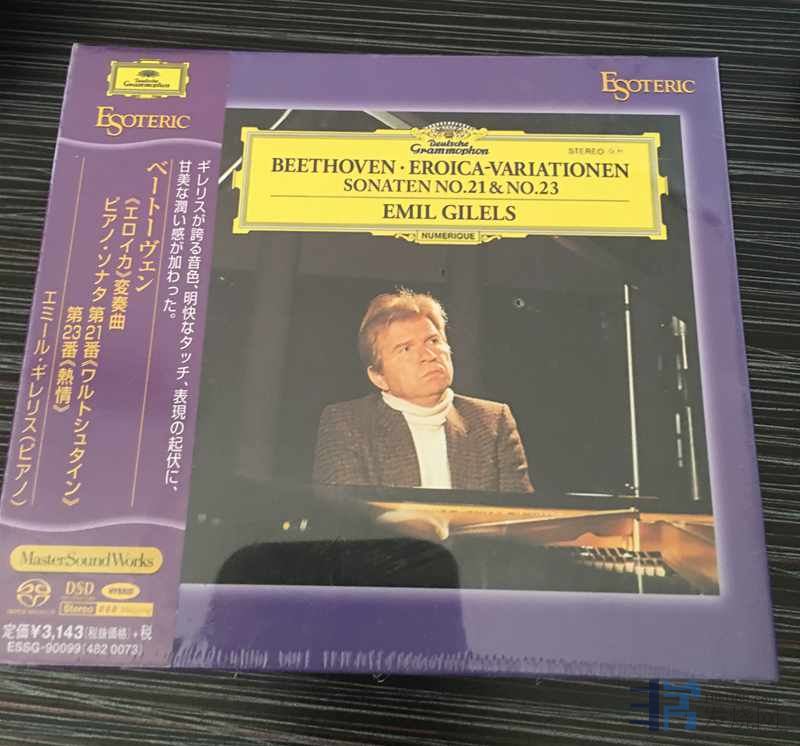 Deutsche
Grammophon
ESOTERIC
ギレリスが誇る音色、明快なタッチ、表現の起伏に、
甘美な潤い感が加わった。
ベートーヴェン
《エロイカ》変奏曲
ピアノ・ソナタ 第21番《ワルトシュタイン》
第23番《熱情》
エミール・ギレリス(ピアノ)
MasterSoundWorks
DSD
HYBRID
Stereo
定価¥3,143(税抜価格)+税
ESSG-90099(482 0073)
ESOTERIC
Deutsche
Grammophon
STEREO
BEETHOVEN · EROICA-VARIATIONEN
SONATEN NO.21 & NO.23
EMIL GILELS
NUMERIQUE